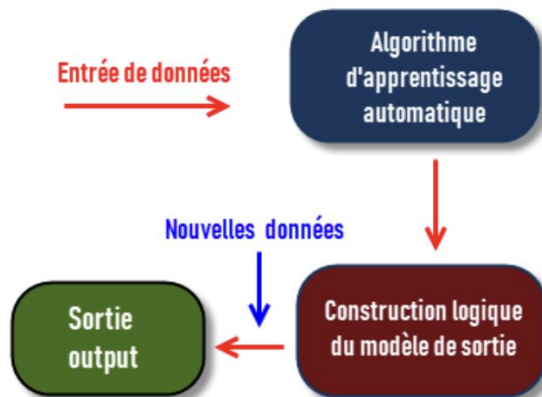 Entrée de données
Algorithme
d'apprentissage
automatique
Nouvelles données
Construction logique
du modèle de sortie
Sortie
output